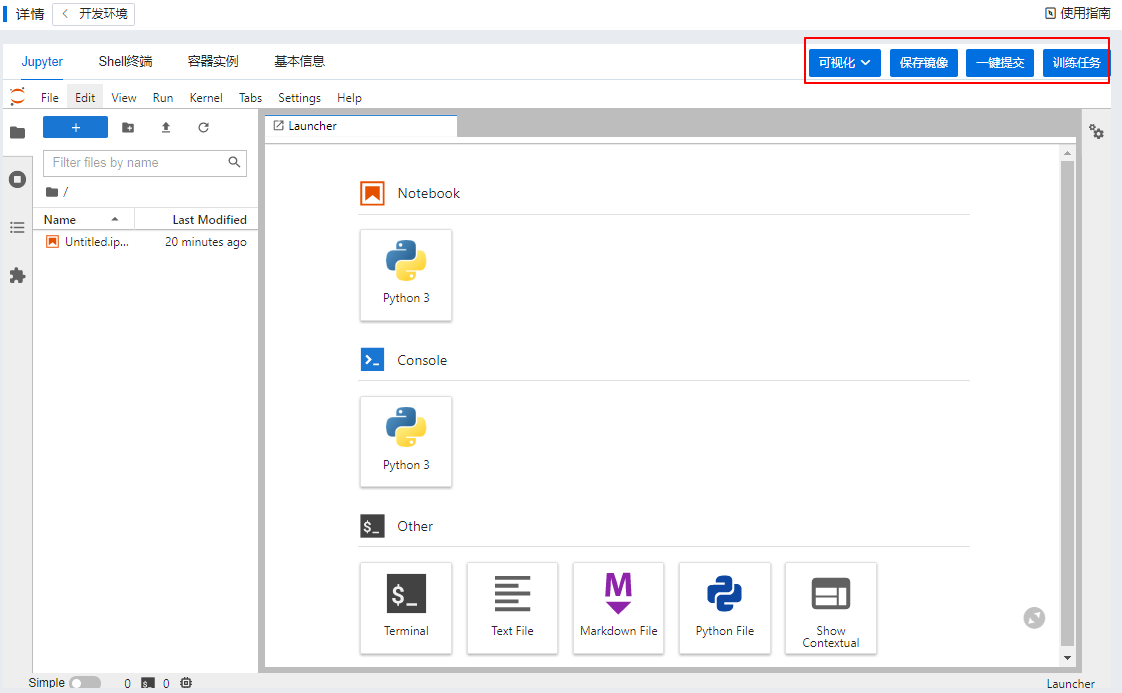 详情 开发环境 使用指南
Jupyter Shell终端 容器实例 基本信息 可视化 保存镜像 一键提交 训练任务
File Edit View Run Kernel Tabs Settings Help
+ Launcher
Filter files by name
/
Name Last Modified
Untitled.ip... 20 minutes ago
Notebook
Python 3
Console
Python 3
$_ Other
$_ M
Terminal Text File Markdown File Python File Show
Contextual
Simple 0 $_ 0 Launcher